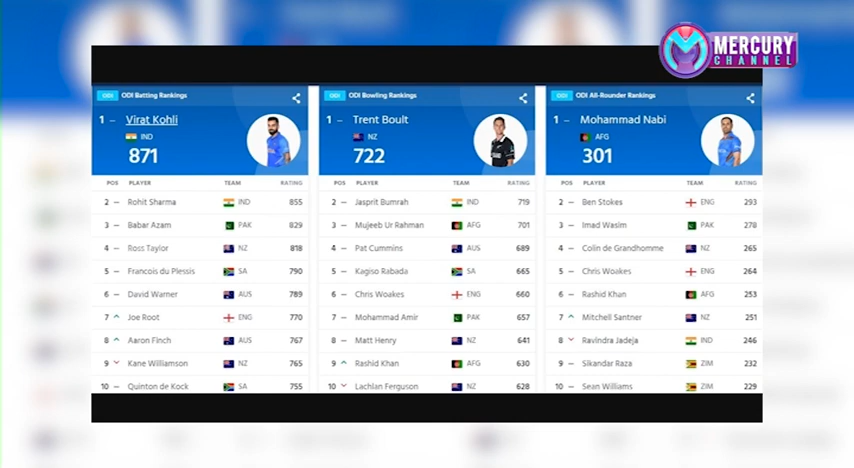 MERCURY
CHANNEL
ODI ODI Batting Rankings
1 – Virat Kohli
IND
871
POS PLAYER TEAM RATING
2 – Rohit Sharma IND 855
3 – Babar Azam PAK 829
4 – Ross Taylor NZ 818
5 – Francois du Plessis SA 790
6 – David Warner AUS 789
7 Joe Root ENG 770
8 Aaron Finch AUS 767
9 Kane Williamson NZ 765
10 – Quinton de Kock SA 755
ODI ODI Bowling Rankings
1 – Trent Boult
NZ
722
POS PLAYER TEAM RATING
2 – Jasprit Bumrah IND 719
3 – Mujeeb Ur Rahman AFG 701
4 – Pat Cummins AUS 689
5 – Kagiso Rabada SA 665
6 – Chris Woakes ENG 660
7 – Mohammad Amir PAK 657
8 – Matt Henry NZ 641
9 Rashid Khan AFG 630
10 Lachlan Ferguson NZ 628
ODI ODI All-Rounder Rankings
1 – Mohammad Nabi
AFG
301
POS PLAYER TEAM RATING
2 – Ben Stokes ENG 293
3 – Imad Wasim PAK 278
4 – Colin de Grandhomme NZ 265
5 – Chris Woakes ENG 264
6 – Rashid Khan AFG 253
7 Mitchell Santner NZ 251
8 Ravindra Jadeja IND 246
9 – Sikandar Raza ZIM 232
10 – Sean Williams ZIM 229